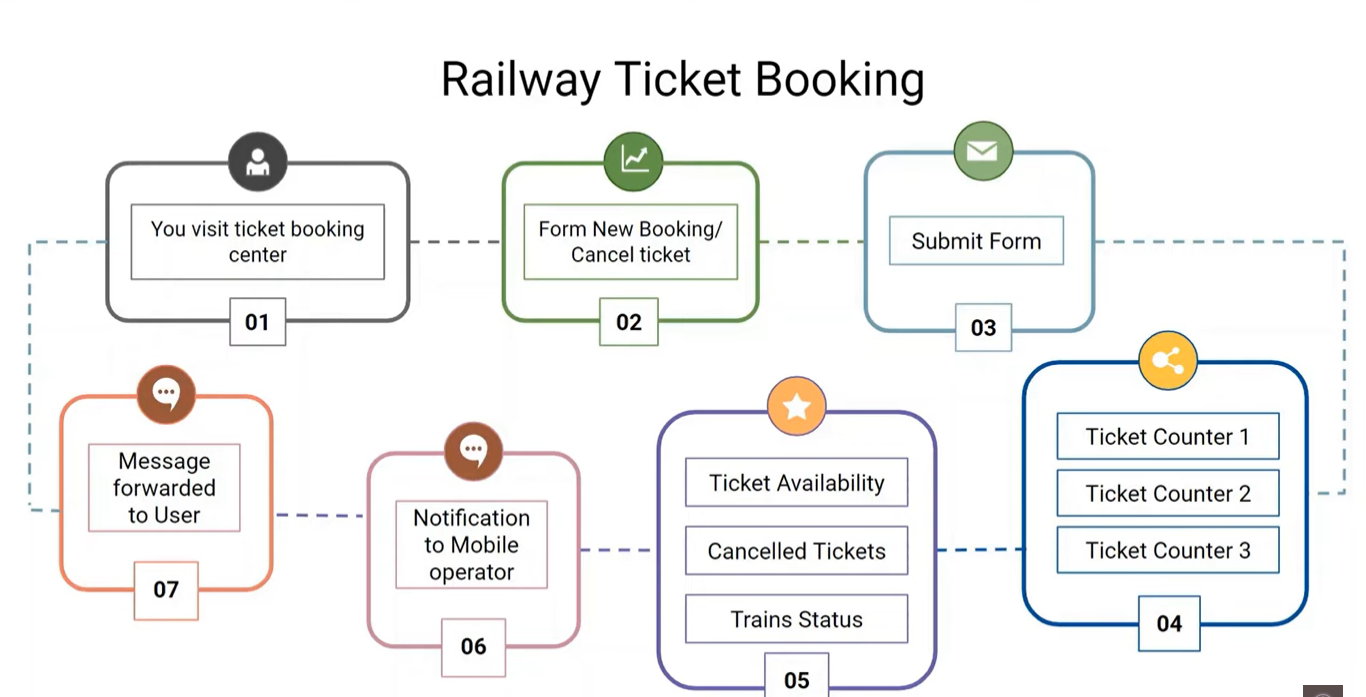 Railway Ticket Booking
You visit ticket booking
center
01
Form New Booking/
Cancel ticket
02
Submit Form
03
Ticket Counter 1
Ticket Counter 2
Ticket Counter 3
04
Ticket Availability
Cancelled Tickets
Trains Status
05
Notification
to Mobile
operator
06
Message
forwarded
to User
07